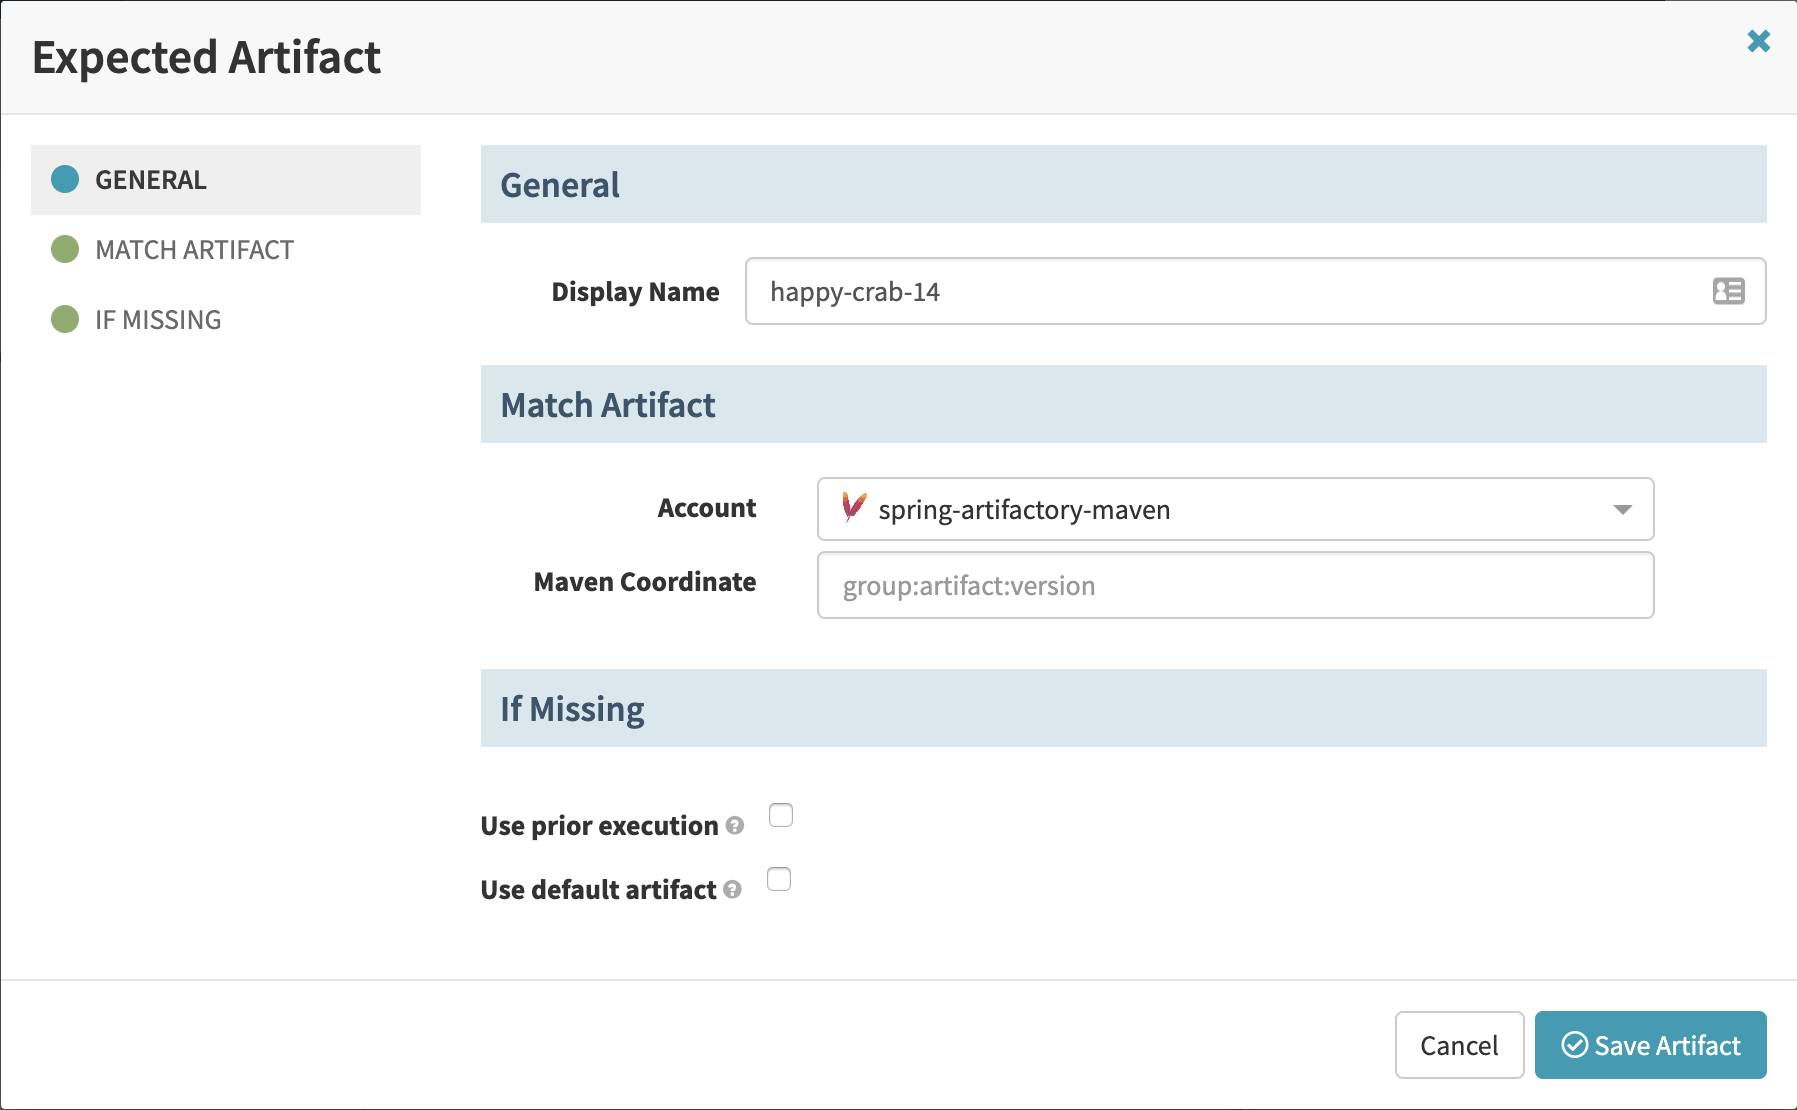 Expected Artifact
GENERAL
MATCH ARTIFACT
IF MISSING
General
Display Name
happy-crab-14
Match Artifact
Account
spring-artifactory-maven
Maven Coordinate
group:artifact:version
If Missing
Use prior execution
Use default artifact
Cancel
Save Artifact